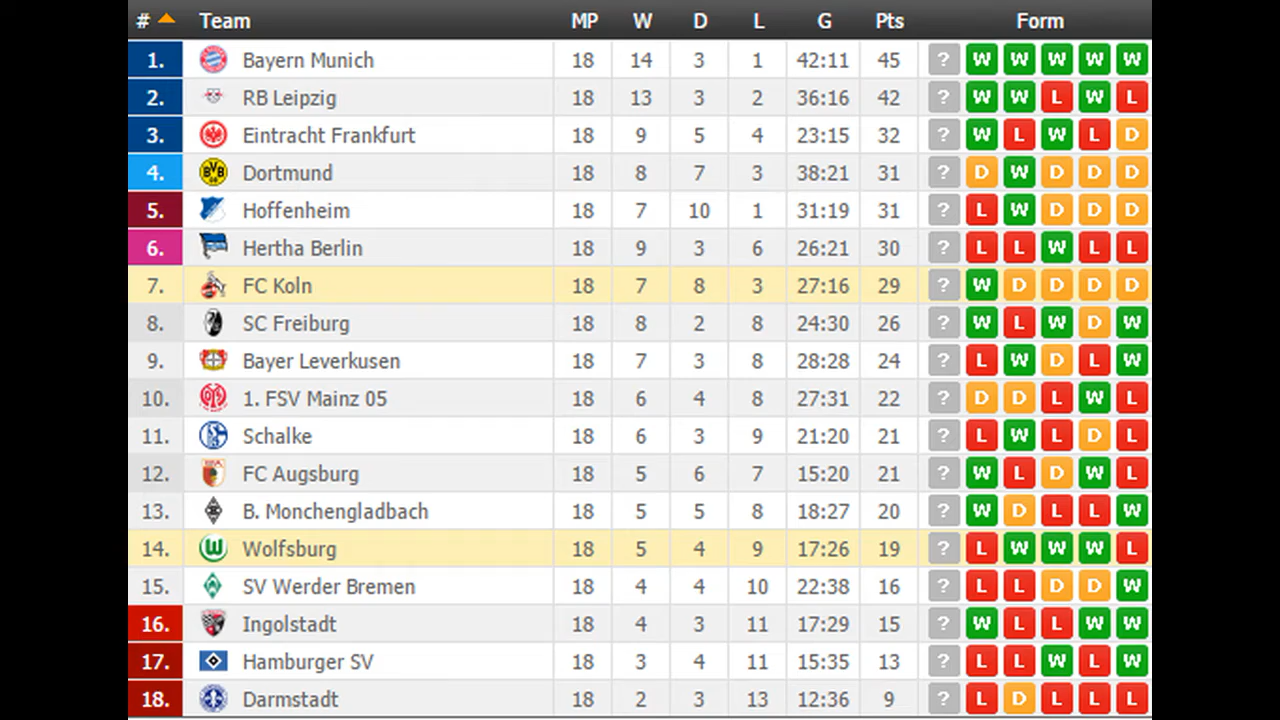 # Team MP W D L G Pts Form
1. Bayern Munich 18 14 3 1 42:11 45 ? W W W W W
2. RB Leipzig 18 13 3 2 36:16 42 ? W W L W L
3. Eintracht Frankfurt 18 9 5 4 23:15 32 ? W L W L D
4. Dortmund 18 8 7 3 38:21 31 ? D W D D D
5. Hoffenheim 18 7 10 1 31:19 31 ? L W D D D
6. Hertha Berlin 18 9 3 6 26:21 30 ? L L W L L
7. FC Koln 18 7 8 3 27:16 29 ? W D D D D
8. SC Freiburg 18 8 2 8 24:30 26 ? W L W D W
9. Bayer Leverkusen 18 7 3 8 28:28 24 ? L W D L W
10. 1. FSV Mainz 05 18 6 4 8 27:31 22 ? D D L W L
11. Schalke 18 6 3 9 21:20 21 ? L W L D L
12. FC Augsburg 18 5 6 7 15:20 21 ? W L D W L
13. B. Monchengladbach 18 5 5 8 18:27 20 ? W D L L W
14. Wolfsburg 18 5 4 9 17:26 19 ? L W W W L
15. SV Werder Bremen 18 4 4 10 22:38 16 ? L L D D W
16. Ingolstadt 18 4 3 11 17:29 15 ? W L L W W
17. Hamburger SV 18 3 4 11 15:35 13 ? L L W L W
18. Darmstadt 18 2 3 13 12:36 9 ? L D L L L